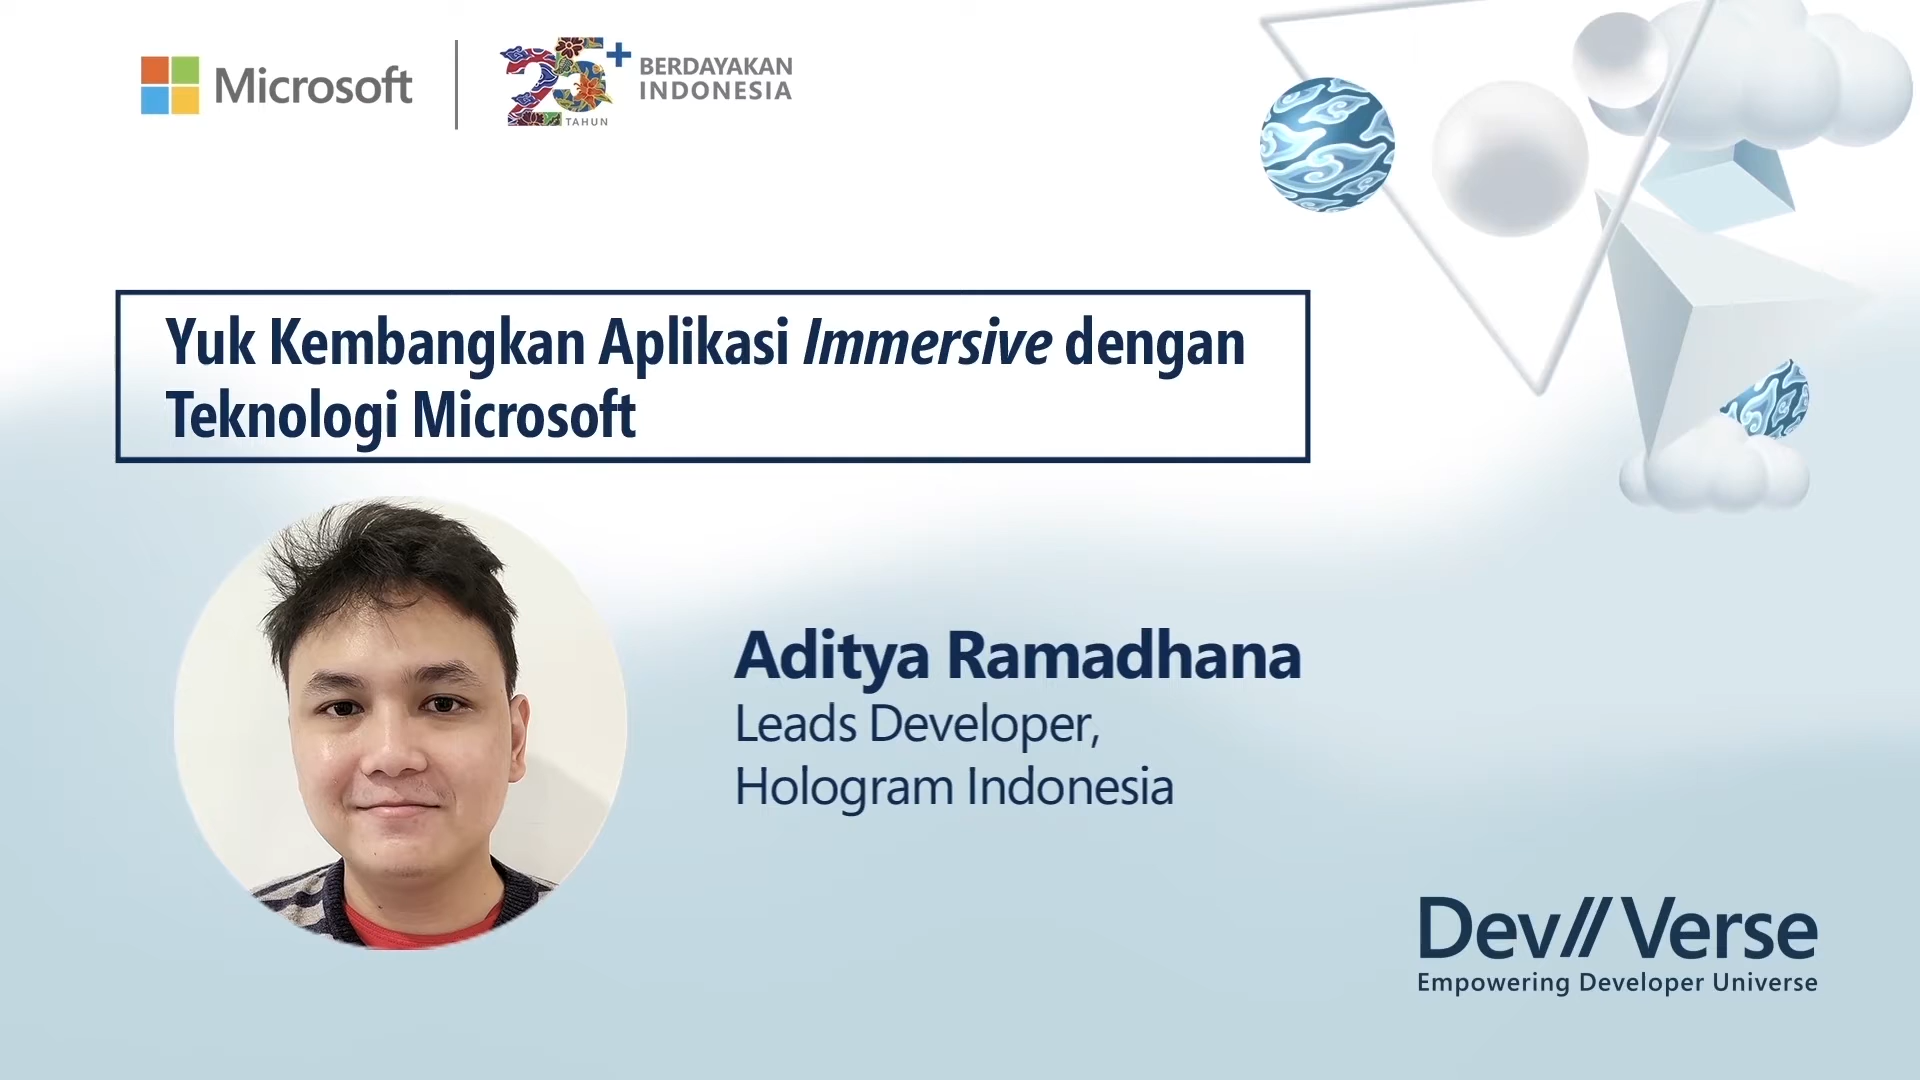 Microsoft
25+
TAHUN
BERDAYAKAN
INDONESIA
Yuk Kembangkan Aplikasi Immersive dengan
Teknologi Microsoft
Aditya Ramadhana
Leads Developer,
Hologram Indonesia
Dev//Verse
Empowering Developer Universe